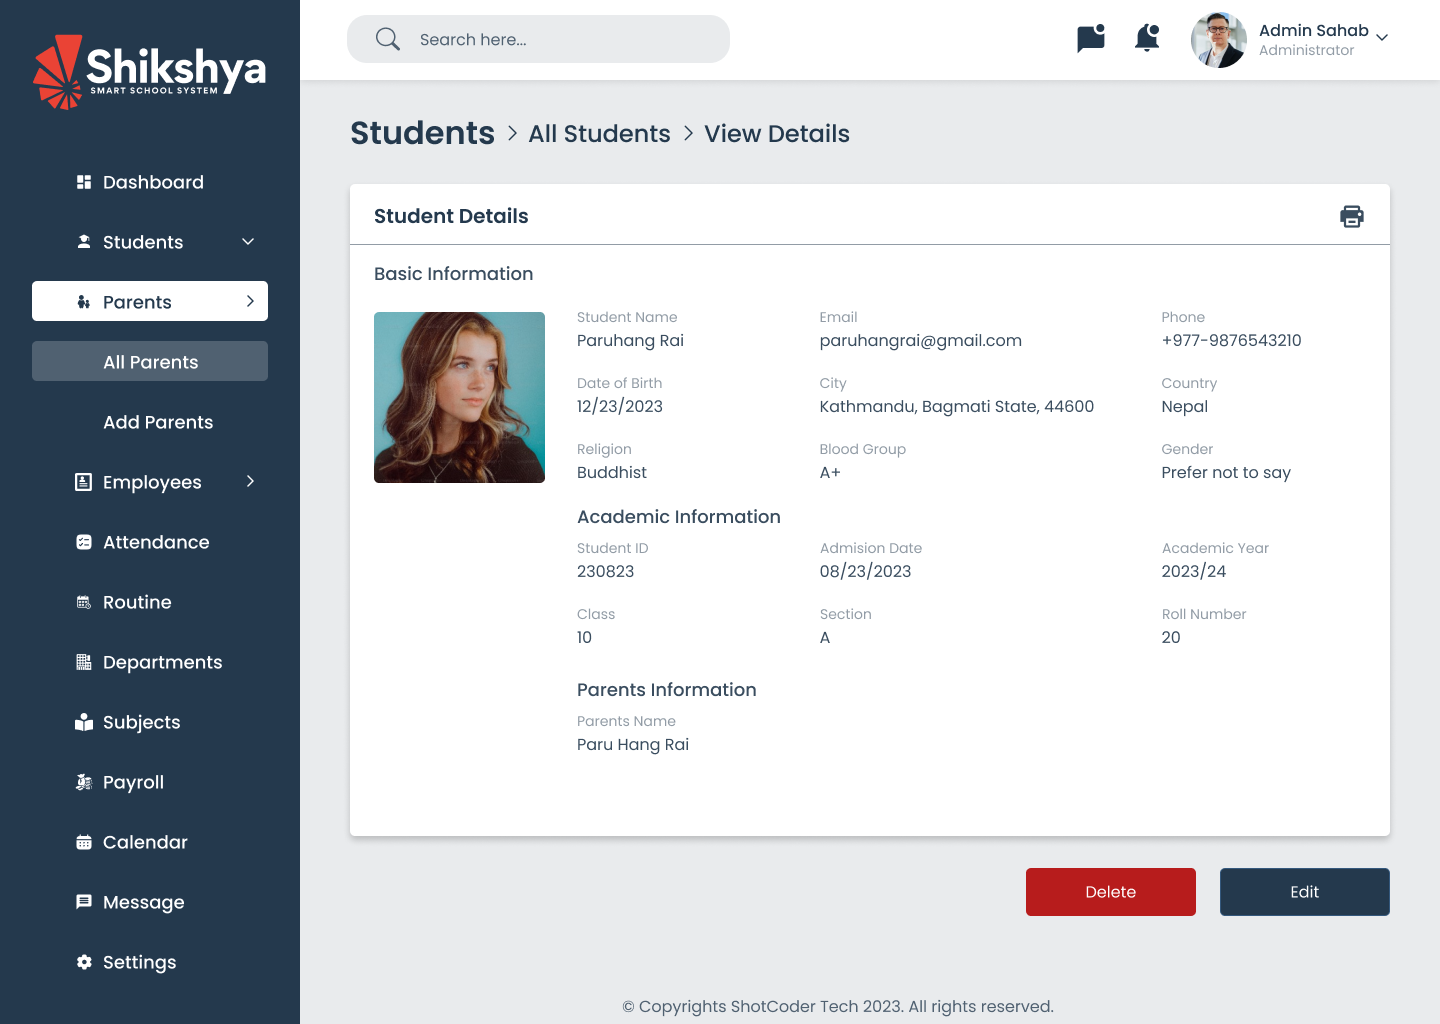 Shikshya
SMART SCHOOL SYSTEM
Dashboard
Students
Parents
All Parents
Add Parents
Employees
Attendance
Routine
Departments
Subjects
Payroll
Calendar
Message
Settings
Search here...
Admin Sahab
Administrator
Students > All Students > View Details
Student Details
Basic Information
Student Name
Paruhang Rai
Email
paruhangrai@gmail.com
Phone
+977-9876543210
Date of Birth
12/23/2023
City
Kathmandu, Bagmati State, 44600
Country
Nepal
Religion
Buddhist
Blood Group
A+
Gender
Prefer not to say
Academic Information
Student ID
230823
Admision Date
08/23/2023
Academic Year
2023/24
Class
10
Section
A
Roll Number
20
Parents Information
Parents Name
Paru Hang Rai
Delete
Edit
© Copyrights ShotCoder Tech 2023. All rights reserved.